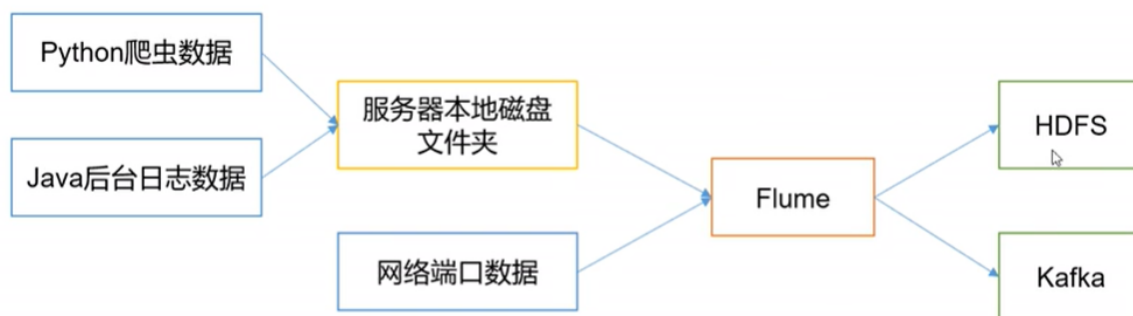 Python爬虫数据
Java后台日志数据
服务器本地磁盘
文件夹
网络端口数据
Flume
HDFS
Kafka